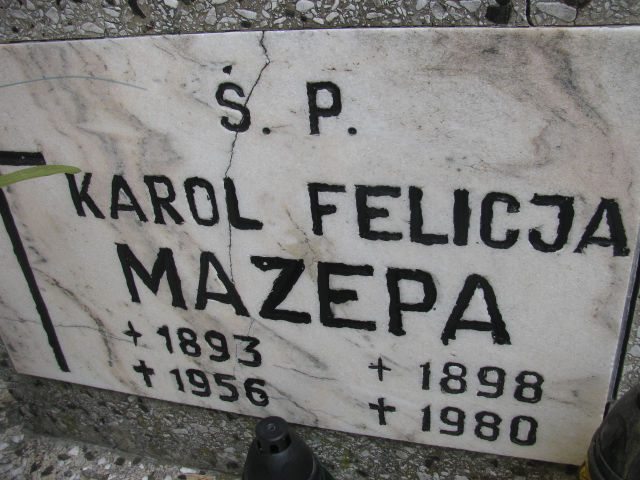 Ś. P.
KAROL FELICJA
MAZEPA
+ 1893 + 1898
+ 1956 + 1980